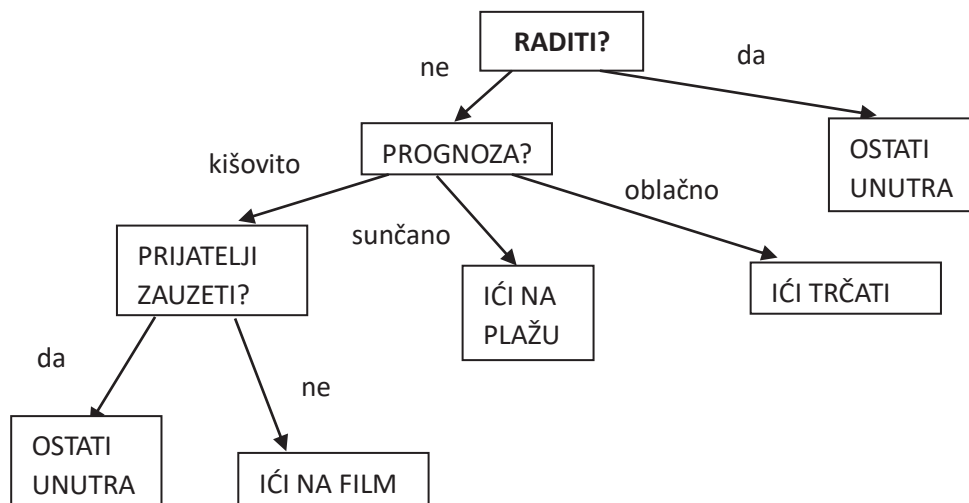 RADITI?
ne
da
PROGNOZA?
OSTATI
UNUTRA
kišovito
oblačno
sunčano
PRIJATELJI
ZAUZETI?
IĆI NA
PLAŽU
IĆI TRČATI
da
ne
OSTATI
UNUTRA
IĆI NA FILM